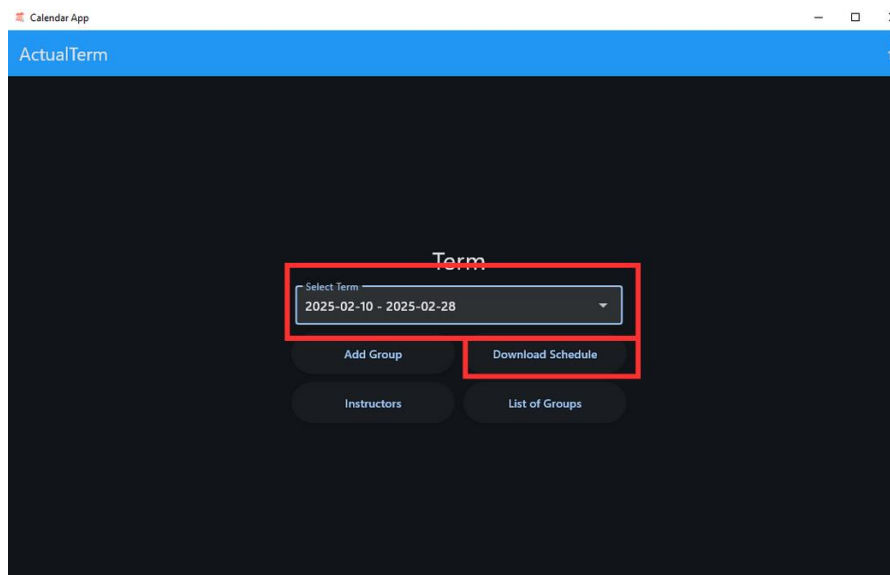 Calendar App
ActualTerm
Term
Select Term
2025-02-10 - 2025-02-28
Add Group
Download Schedule
Instructors
List of Groups